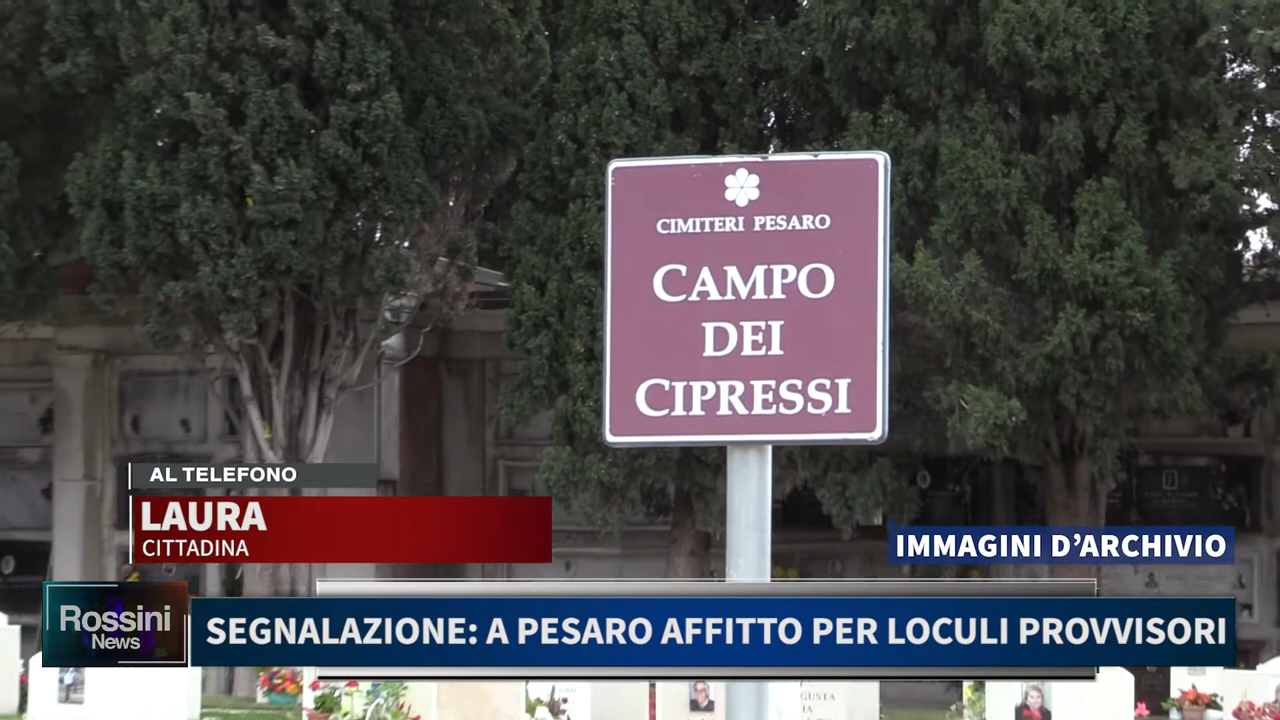 CIMITERI PESARO
CAMPO
DEI
CIPRESSI
AL TELEFONO
LAURA
CITTADINA
IMMAGINI D’ARCHIVIO
Rossini
News
SEGNALAZIONE: A PESARO AFFITTO PER LOCULI PROVVISORI